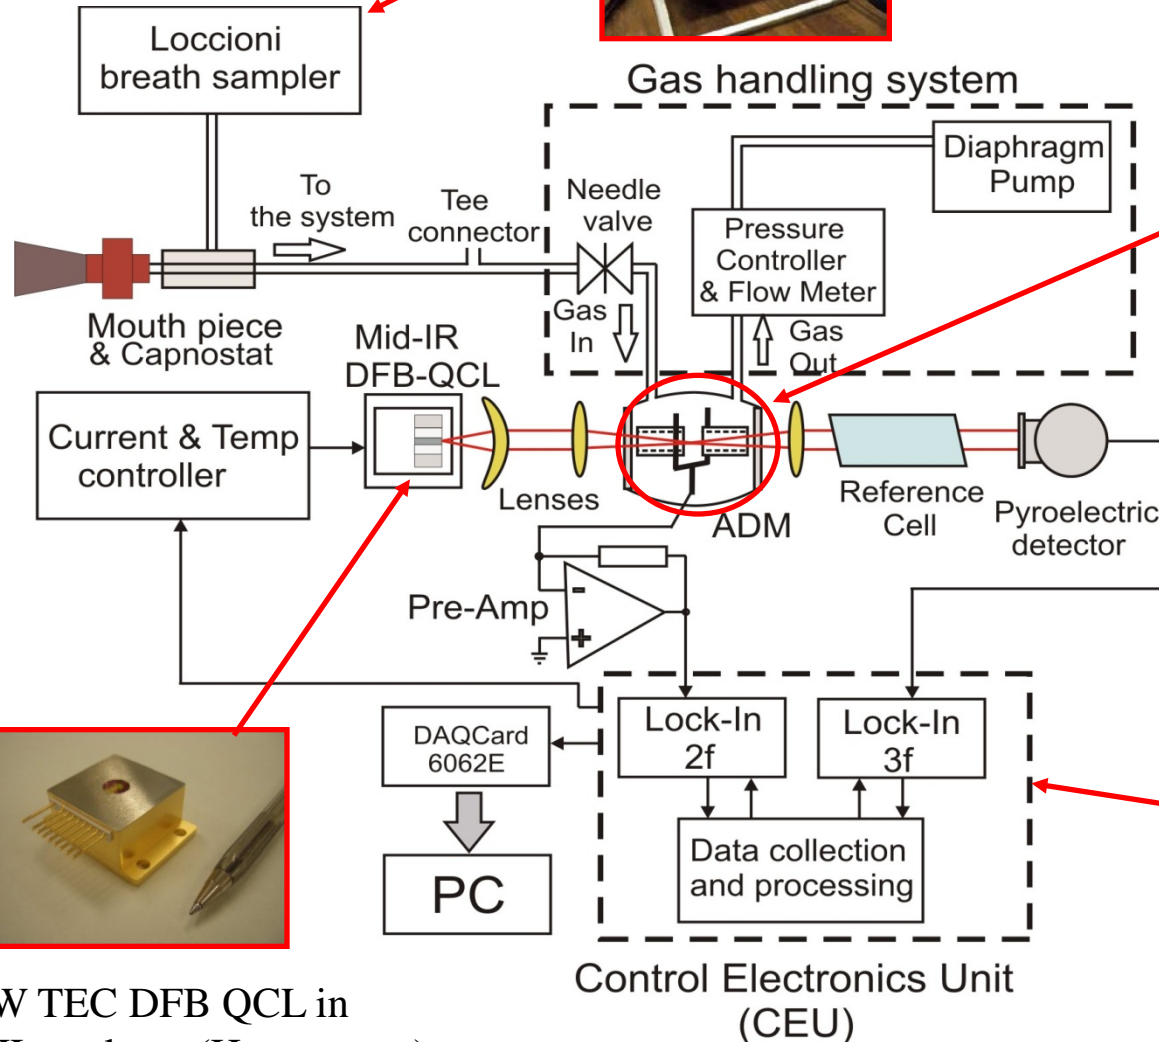 Loccioni
breath sampler
Gas handling system
Diaphragm
Pump
To
the system
Tee
connector
Needle
valve
Pressure
Controller
& Flow Meter
Gas
In
Gas
Out
Mouth piece
& Capnostat
Mid-IR
DFB-QCL
Current & Temp
controller
Lenses
ADM
Reference
Cell
Pyroelectric
detector
Pre-Amp
-
+
Lock-In
2f
Lock-In
3f
DAQCard
6062E
Data collection
and processing
PC
Control Electronics Unit
(CEU)
W TEC DFB QCL in